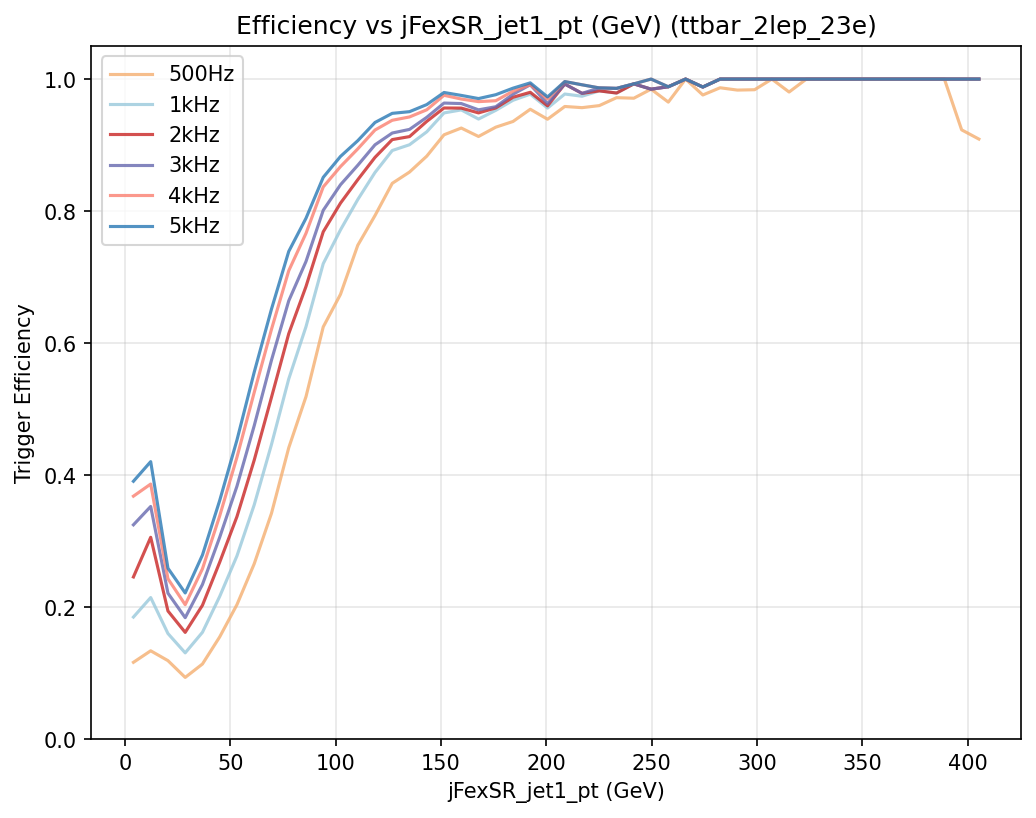 Efficiency vs jFexSR_jet1_pt (GeV) (ttbar_2lep_23e)
500Hz
1kHz
2kHz
3kHz
4kHz
5kHz
Trigger Efficiency
1.0
0.8
0.6
0.4
0.2
0.0
0 50 100 150 200 250 300 350 400
jFexSR_jet1_pt (GeV)